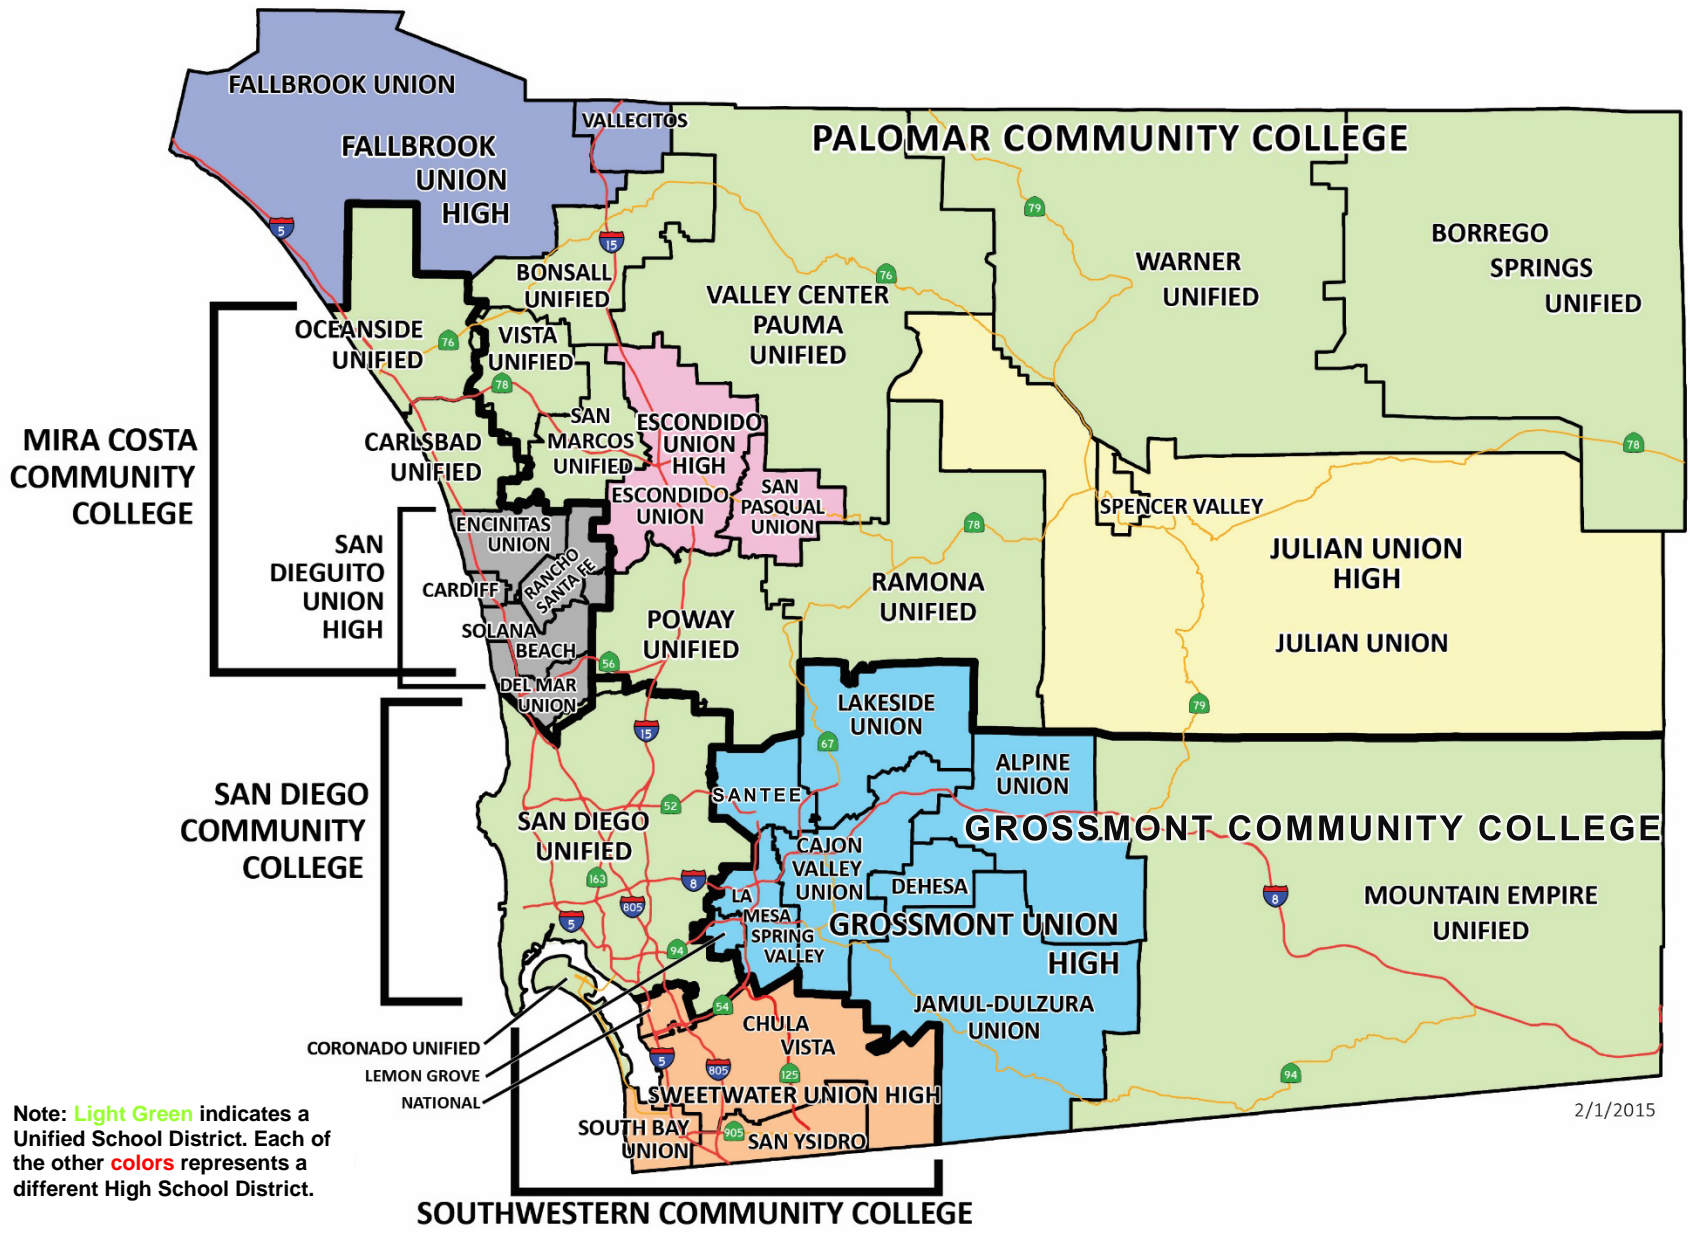 FALLBROOK UNION
VALLECITOS
PALOMAR COMMUNITY COLLEGE
FALLBROOK
UNION
HIGH
5
15
79
76
BORREGO
SPRINGS
UNIFIED
WARNER
UNIFIED
BONSALL
UNIFIED
VALLEY CENTER
PAUMA
UNIFIED
OCEANSIDE
UNIFIED
76
VISTA
UNIFIED
78
MIRA COSTA
COMMUNITY
COLLEGE
CARLSBAD
UNIFIED
SAN
MARCOS
UNIFIED
ESCONDIDO
UNION
HIGH
78
ESCONDIDO
UNION
SAN
PASQUAL
UNION
SPENCER VALLEY
78
SAN
DIEGUITO
UNION
HIGH
ENCINITAS
UNION
RANCHO
SANTA FE
CARDIFF
SOLANA
BEACH
DEL MAR
UNION
56
POWAY
UNIFIED
RAMONA
UNIFIED
JULIAN UNION
HIGH
JULIAN UNION
79
15
LAKESIDE
UNION
67
ALPINE
UNION
SAN DIEGO
COMMUNITY
COLLEGE
SANTEE
52
SAN DIEGO
UNIFIED
GROSSMONT COMMUNITY COLLEGE
CAJON
VALLEY
UNION
163
8
805
5
LA
MESA
SPRING
VALLEY
DEHESA
8
MOUNTAIN EMPIRE
UNIFIED
GROSSMONT UNION
HIGH
94
54
JAMUL-DULZURA
UNION
CHULA
VISTA
CORONADO UNIFIED
LEMON GROVE
NATIONAL
5
805
125
94
SWEETWATER UNION HIGH
SOUTH BAY
UNION
905
SAN YSIDRO
2/1/2015
Note: Light Green indicates a
Unified School District. Each of
the other colors represents a
different High School District.
SOUTHWESTERN COMMUNITY COLLEGE